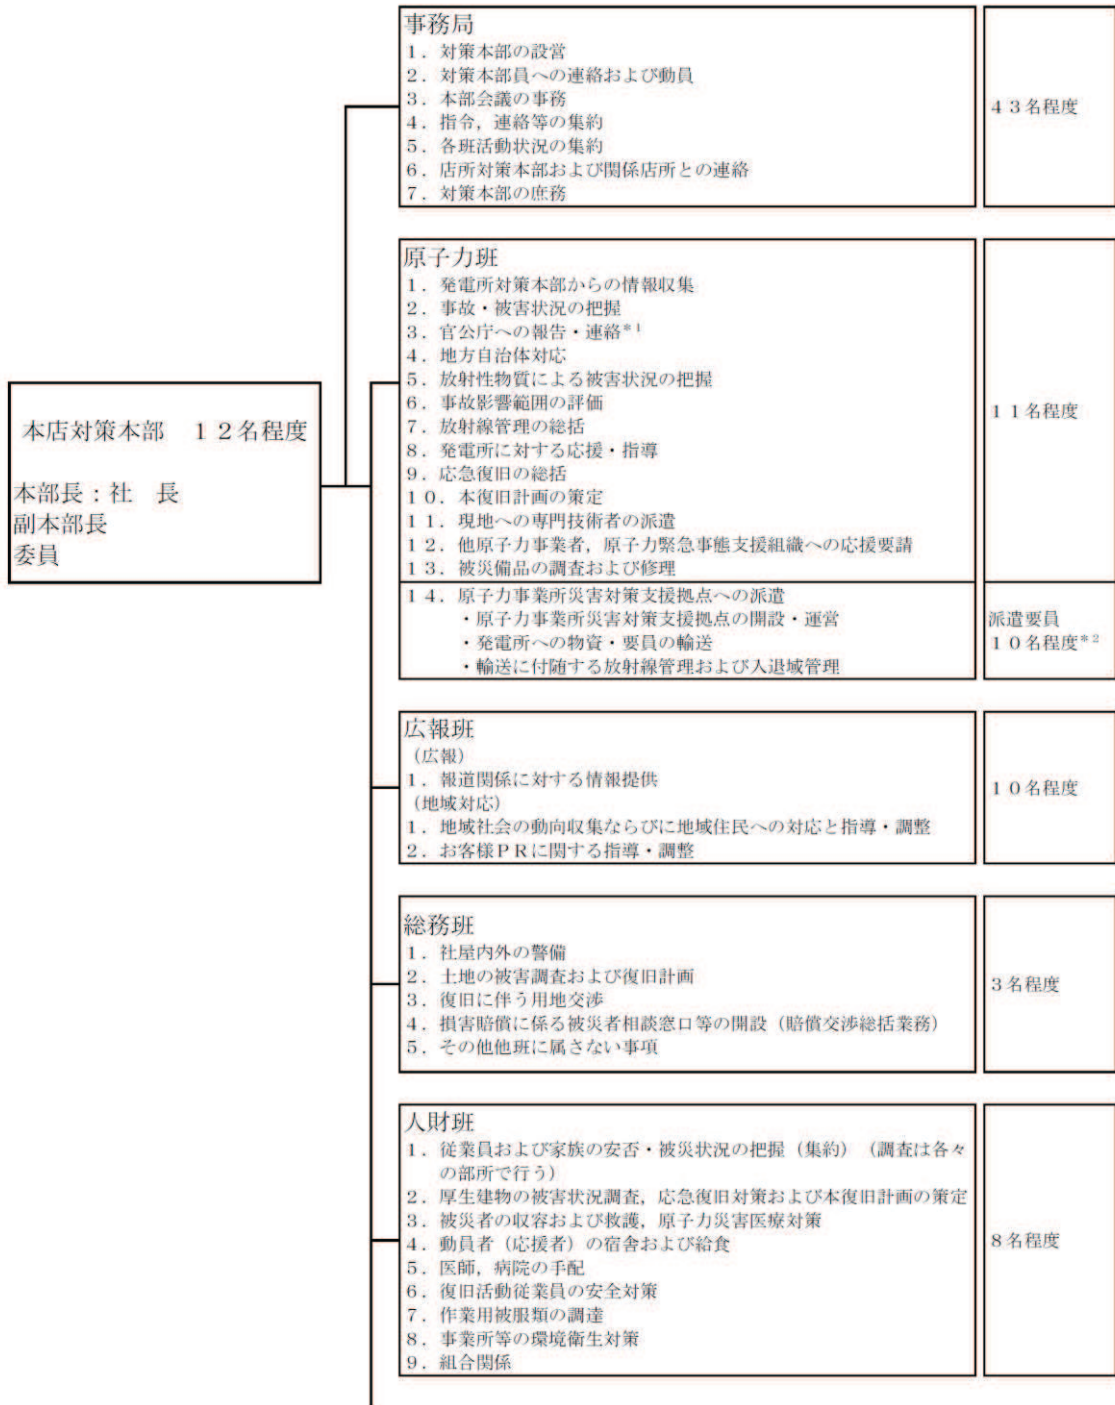 事務局
１．対策本部の設営
２．対策本部員への連絡および動員
３．本部会議の事務
４．指令，連絡等の集約
５．各班活動状況の集約
６．店所対策本部および関係店所との連絡
７．対策本部の庶務
４３名程度
本店対策本部　１２名程度
本部長：社　長
副本部長
委員
原子力班
１．発電所対策本部からの情報収集
２．事故・被害状況の把握
３．官公庁への報告・連絡＊１
４．地方自治体対応
５．放射性物質による被害状況の把握
６．事故影響範囲の評価
７．放射線管理の総括
８．発電所に対する応援・指導
９．応急復旧の総括
１０．本復旧計画の策定
１１．現地への専門技術者の派遣
１２．他原子力事業者，原子力緊急事態支援組織への応援要請
１３．被災備品の調査および修理
１１名程度
１４．原子力事業所災害対策支援拠点への派遣
・原子力事業所災害対策支援拠点の開設・運営
・発電所への物資・要員の輸送
・輸送に付随する放射線管理および入退域管理
派遣要員
１０名程度＊２
広報班
（広報）
１．報道関係に対する情報提供
（地域対応）
１．地域社会の動向収集ならびに地域住民への対応と指導・調整
２．お客様ＰＲに関する指導・調整
１０名程度
総務班
１．社屋内外の警備
２．土地の被害調査および復旧計画
３．復旧に伴う用地交渉
４．損害賠償に係る被災者相談窓口等の開設（賠償交渉総括業務）
５．その他他班に属さない事項
３名程度
人財班
１．従業員および家族の安否・被災状況の把握（集約）（調査は各々
の部所で行う）
２．厚生建物の被害状況調査，応急復旧対策および本復旧計画の策定
３．被災者の収容および救護，原子力災害医療対策
４．動員者（応援者）の宿舎および給食
５．医師，病院の手配
６．復旧活動従業員の安全対策
７．作業用被服類の調達
８．事業所等の環境衛生対策
９．組合関係
８名程度